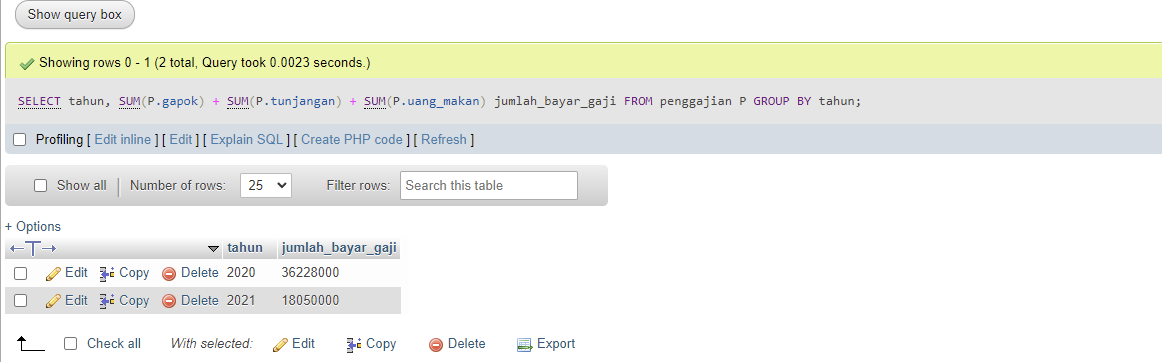 Show query box
Showing rows 0 - 1 (2 total, Query took 0.0023 seconds.)
SELECT tahun, SUM(P.gapok) + SUM(P.tunjangan) + SUM(P.uang_makan) jumlah_bayar_gaji FROM penggajian P GROUP BY tahun;
Profiling [ Edit inline ] [ Edit ] [ Explain SQL ] [ Create PHP code ] [ Refresh ]
Show all | Number of rows: 25 Filter rows: Search this table
+ Options
←T→ tahun jumlah_bayar_gaji
Edit Copy Delete 2020 36228000
Edit Copy Delete 2021 18050000
Check all With selected: Edit Copy Delete Export